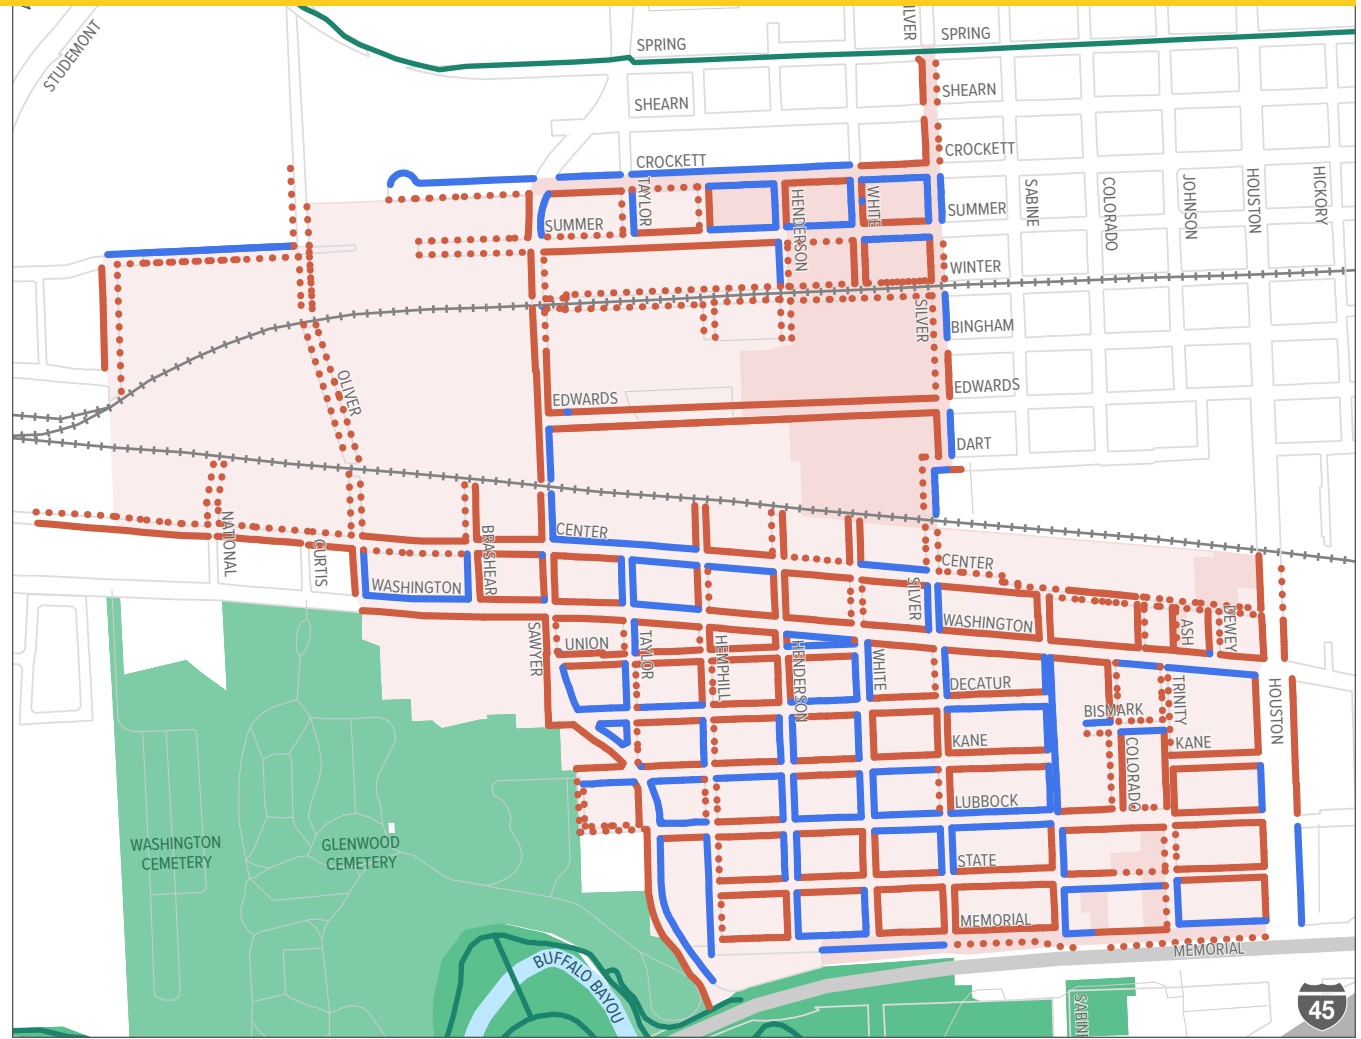 STUDEMONT
SPRING
SILVER
SPRING
SHEARN
SHEARN
CROCKETT
CROCKETT
TAYLOR
HENDERSON
WHITE
SUMMER
SUMMER
SABINE
COLORADO
JOHNSON
HOUSTON
HICKORY
WINTER
SILVER
BINGHAM
OLIVER
EDWARDS
EDWARDS
DART
NATIONAL
CURTIS
BRASHEAR
CENTER
CENTER
WASHINGTON
SILVER
WASHINGTON
ASH
DEWEY
SAWYER
UNION
TAYLOR
HEMPHILL
HENDERSON
WHITE
DECATUR
BISMARK
TRINITY
HOUSTON
KANE
COLORADO
KANE
LUBBOCK
STATE
WASHINGTON
CEMETERY
GLENWOOD
CEMETERY
MEMORIAL
MEMORIAL
BUFFALO BAYOU
SABIN
45